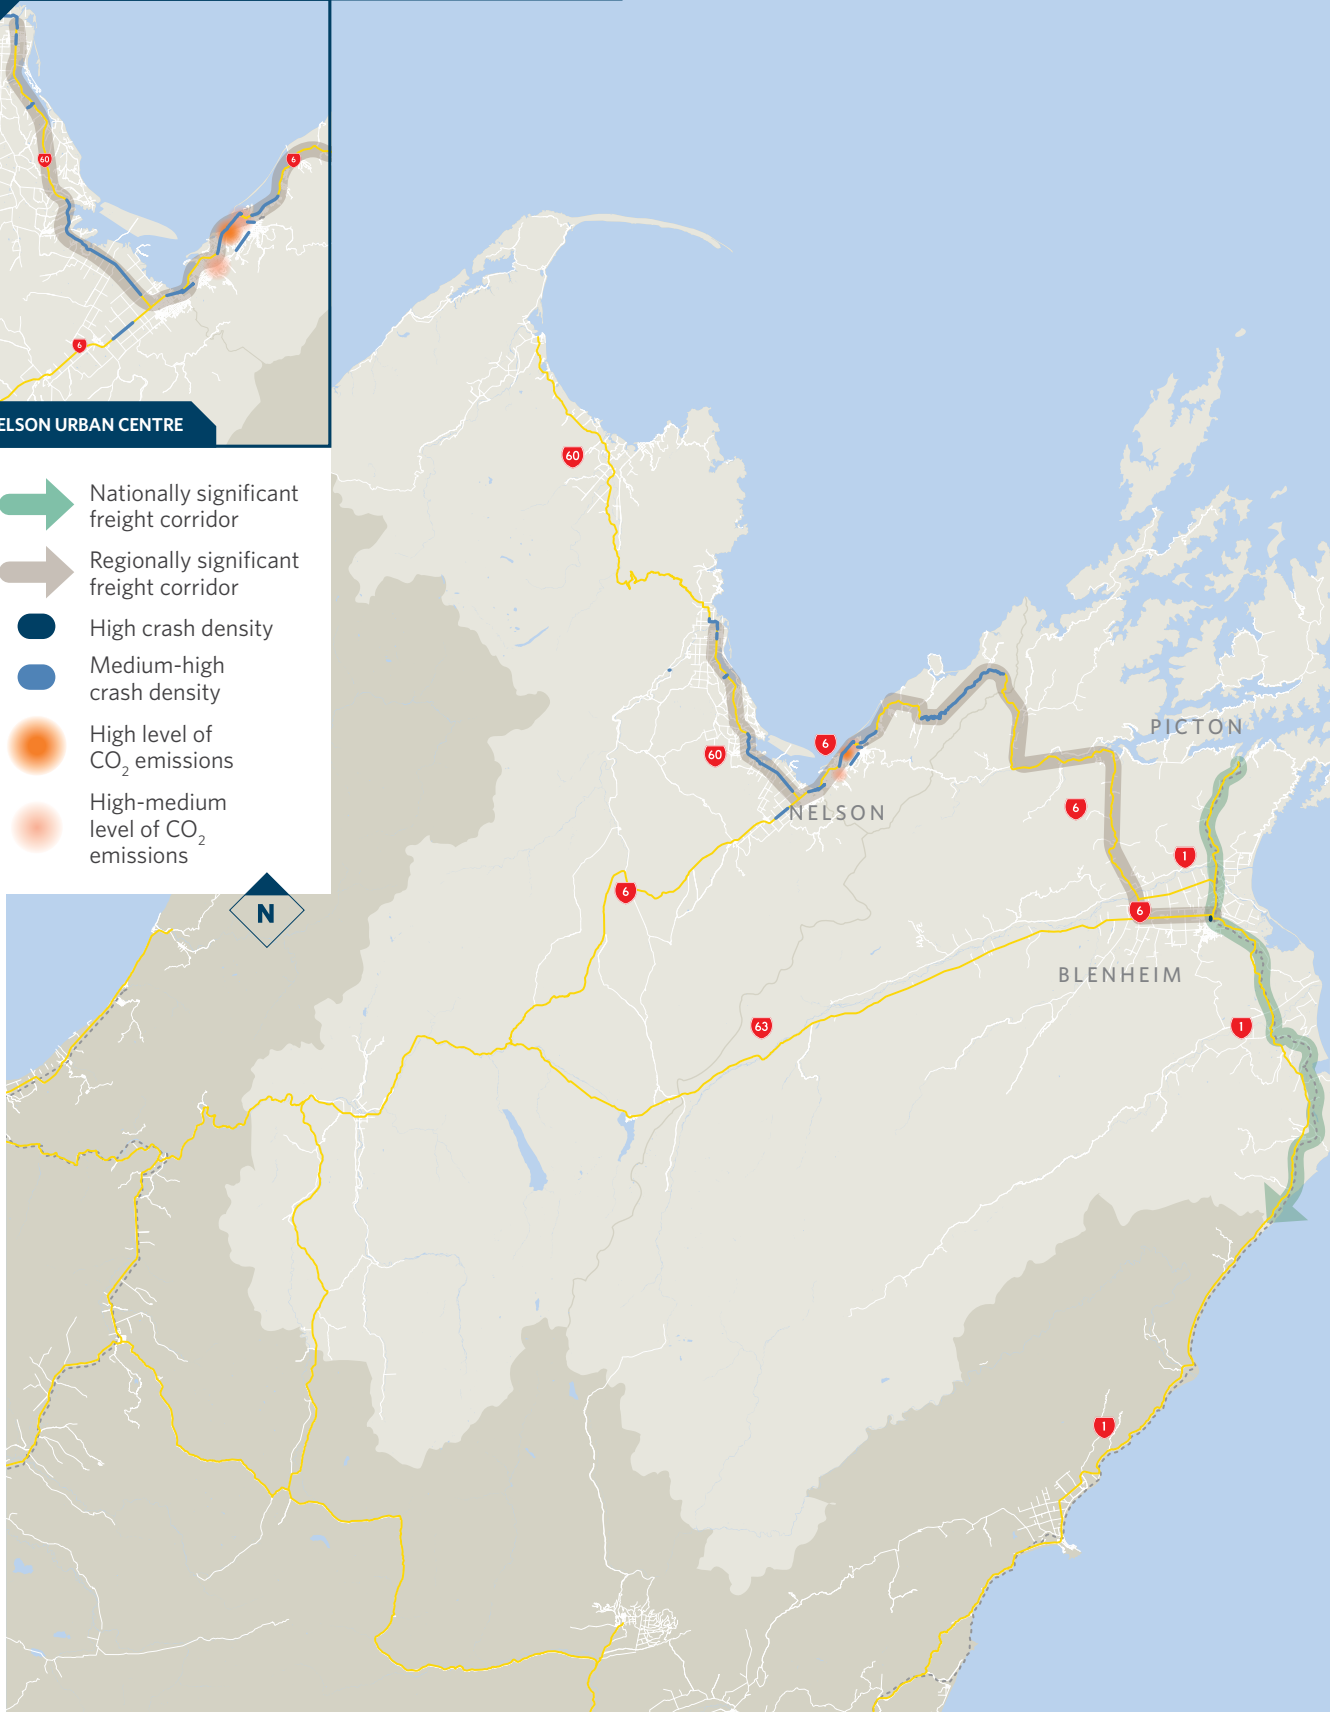 60
6
6
ELSON URBAN CENTRE
Nationally significant
freight corridor
Regionally significant
freight corridor
High crash density
Medium-high
crash density
High level of
CO2 emissions
High-medium
level of CO2
emissions
N
60
PICTON
6
60
6
NELSON
1
6
6
BLENHEIM
63
1
1